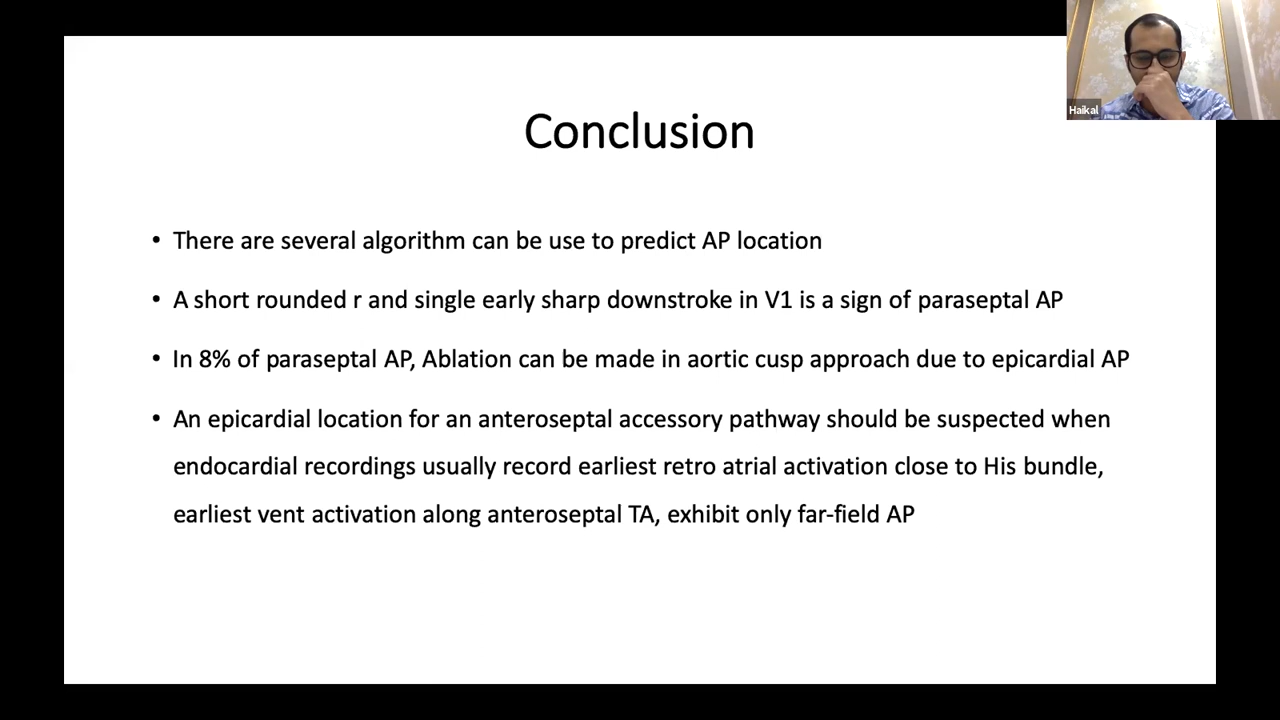 Haikal
Conclusion
• There are several algorithm can be use to predict AP location
• A short rounded r and single early sharp downstroke in V1 is a sign of paraseptal AP
• In 8% of paraseptal AP, Ablation can be made in aortic cusp approach due to epicardial AP
• An epicardial location for an anteroseptal accessory pathway should be suspected when
endocardial recordings usually record earliest retro atrial activation close to His bundle,
earliest vent activation along anteroseptal TA, exhibit only far-field AP